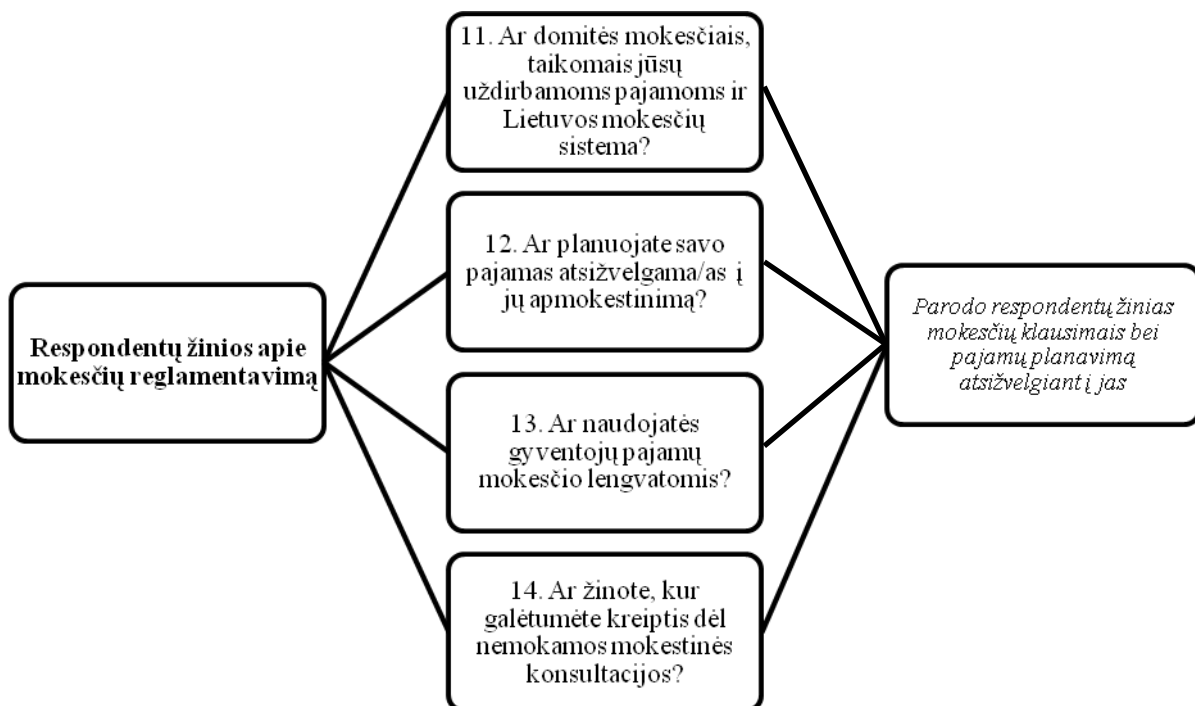 Respondentų žinios apie
mokesčių reglamentavimą
11. Ar domitės mokesčiais,
taikomais jūsų
uždirbamoms pajamoms ir
Lietuvos mokesčių
sistema?
12. Ar planuojate savo
pajamas atsižvelgama/as į
jų apmokestinimą?
13. Ar naudojatės
gyventojų pajamų
mokesčio lengvatomis?
14. Ar žinote, kur
galėtumėte kreiptis dėl
nemokamos mokestinės
konsultacijos?
Parodo respondentų žinias
mokesčių klausimais bei
pajamų planavimą
atsižvelgiant į jas